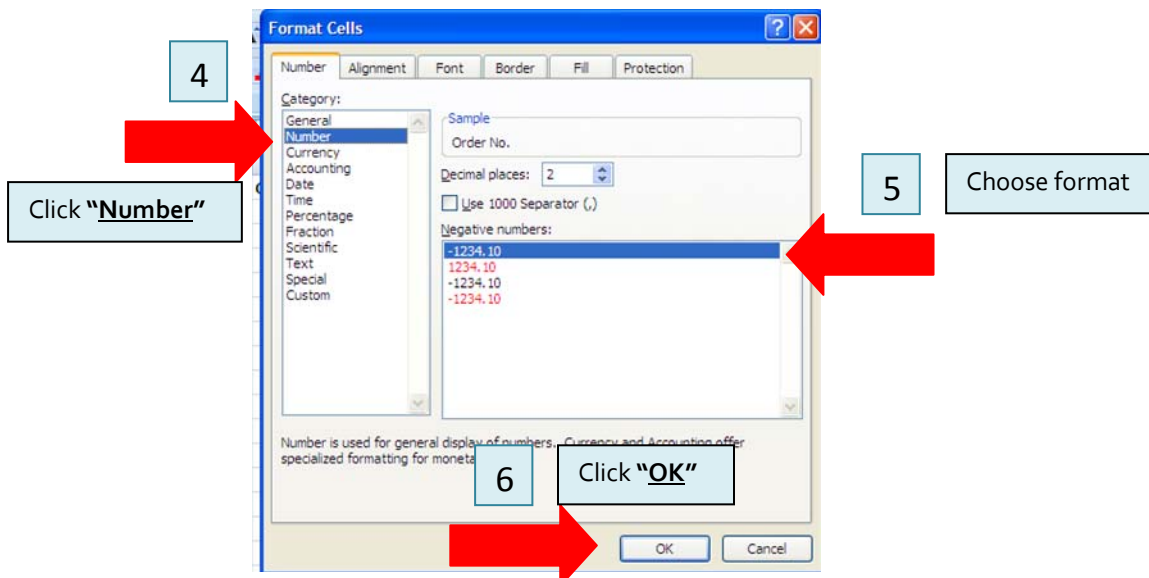 Format Cells
4
Number Alignment Font Border Fill Protection
Category:
General
Number
Currency
Accounting
Date
Time
Percentage
Fraction
Scientific
Text
Special
Custom
Sample
Order No.
Decimal places: 2
Use 1000 Separator (,)
Negative numbers:
-1234.10
1234.10
-1234.10
-1234.10
Click “Number”
5
Choose format
Number is used for general display of numbers. Currency and Accounting offer
specialized formatting for
6
Click “OK”
OK Cancel